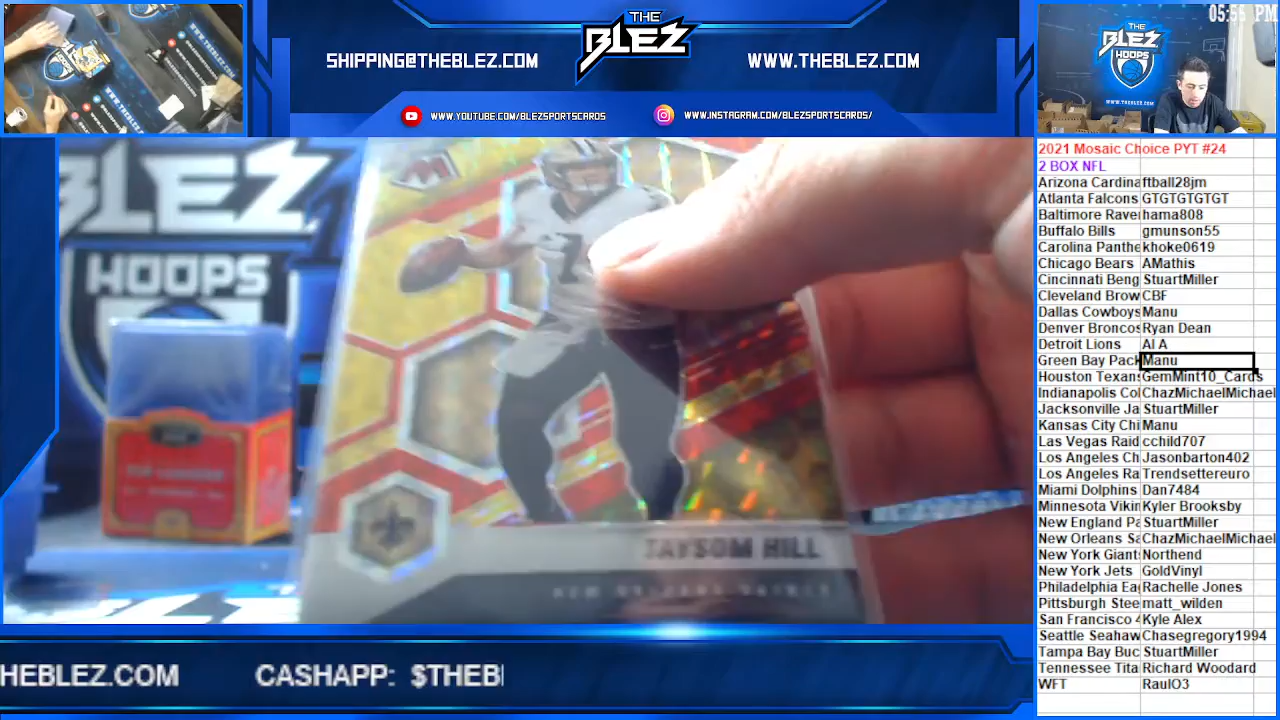 05:55 PM
THE
BLEZ
SHIPPING@THEBLEZ.COM
WWW.THEBLEZ.COM
WWW.YOUTUBE.COM/BLEZSPORTSCARDS
WWW.INSTAGRAM.COM/BLEZSPORTSCARDS/
THE
BLEZ
HOOPS
BLEZ
HOOPS
TAYSOM HILL
NEW ORLEANS SAINTS
2021 Mosaic Choice PYT #24
2 BOX NFL
Arizona Cardina ftball28jm
Atlanta Falcons GTGTGTGTGT
Baltimore Rave hama808
Buffalo Bills gmunson55
Carolina Panthe khoke0619
Chicago Bears AMathis
Cincinnati Beng StuartMiller
Cleveland Brow CBF
Dallas Cowboys Manu
Denver Broncos Ryan Dean
Detroit Lions Al A
Green Bay Pack Manu
Houston Texans GemMint10_Cards
Indianapolis Col ChazMichaelMichael
Jacksonville Ja StuartMiller
Kansas City Chi Manu
Las Vegas Raid cchild707
Los Angeles Ch Jasonbarton402
Los Angeles Ra Trendsettereuro
Miami Dolphins Dan7484
Minnesota Vikin Kyler Brooksby
New England Pa StuartMiller
New Orleans Sa ChazMichaelMichael
New York Giant Northend
New York Jets GoldVinyl
Philadelphia Eag Rachelle Jones
Pittsburgh Stee matt_wilden
San Francisco 4 Kyle Alex
Seattle Seahaw Chasegregory1994
Tampa Bay Buc StuartMiller
Tennessee Tita Richard Woodard
WFT RaulO3
THEBLEZ.COM CASHAPP: $THEB